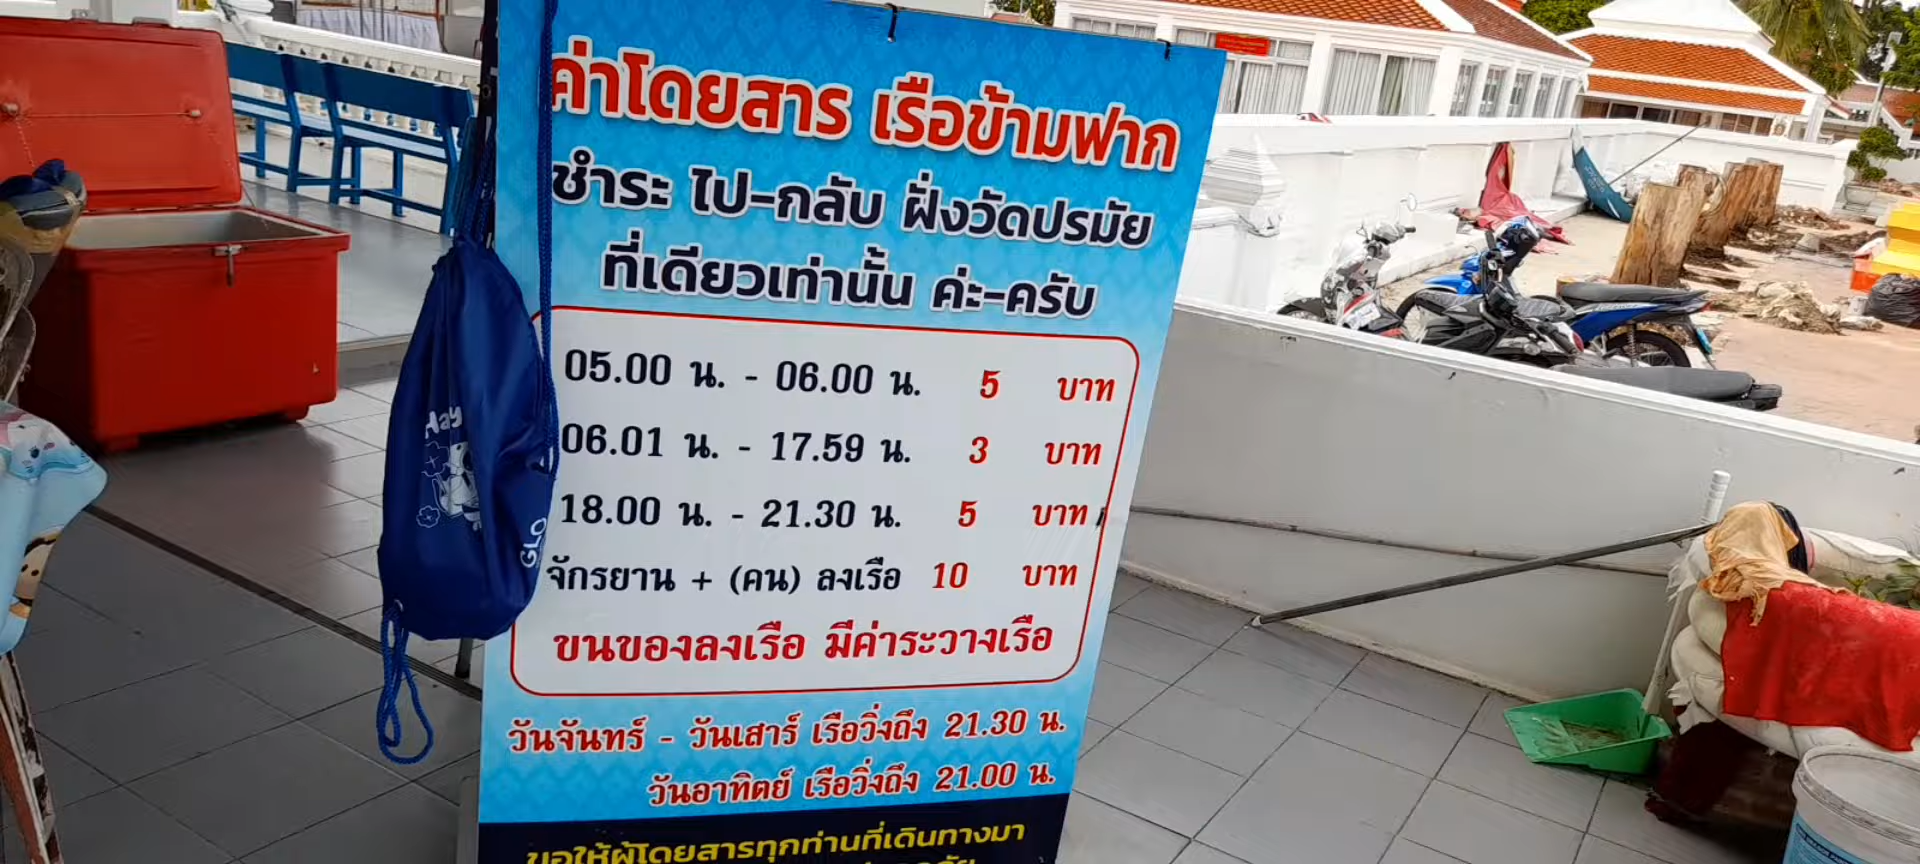 ค่าโดยสาร เรือข้ามฟาก
ชำระ ไป-กลับ ฝั่งวัดปรมัย
ที่เดียวเท่านั้น ค่ะ-ครับ
05.00 น. - 06.00 น. 5 บาท
06.01 น. - 17.59 น. 3 บาท
18.00 น. - 21.30 น. 5 บาท
จักรยาน + (คน) ลงเรือ 10 บาท
ขนของลงเรือ มีค่าระวางเรือ
วันจันทร์ - วันเสาร์ เรือวิ่งถึง 21.30 น.
วันอาทิตย์ เรือวิ่งถึง 21.00 น.
ขอให้ผู้โดยสารทุกท่านที่เดินทางมา
Hay
GLO